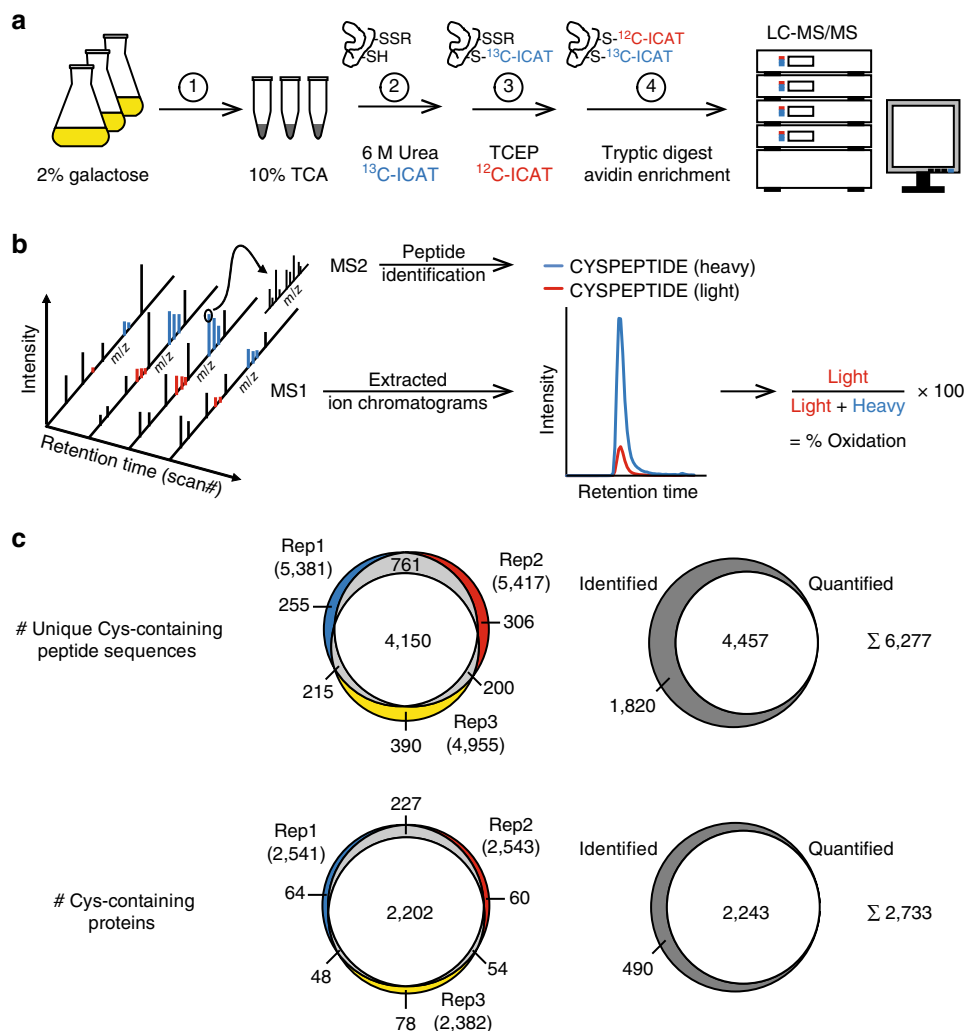 a
2% galactose
1
10% TCA
SSR
SH
2
6 M Urea
¹³C-ICAT
SSR
S-¹³C-ICAT
3
TCEP
¹²C-ICAT
S-¹²C-ICAT
S-¹³C-ICAT
4
Tryptic digest
avidin enrichment
LC-MS/MS
b
Intensity
Retention time (scan#)
m/z
m/z
m/z
m/z
m/z
MS2
Peptide
identification
MS1
Extracted
ion chromatograms
CYSPEPTIDE (heavy)
CYSPEPTIDE (light)
Intensity
Retention time
Light
Light + Heavy
× 100
= % Oxidation
c
# Unique Cys-containing
peptide sequences
Rep1
(5,381)
761
Rep2
(5,417)
255
306
4,150
215
200
390
Rep3
(4,955)
Identified
Quantified
4,457
1,820
Σ 6,277
# Cys-containing
proteins
227
Rep1
(2,541)
Rep2
(2,543)
64
60
2,202
48
54
78
Rep3
(2,382)
Identified
Quantified
2,243
490
Σ 2,733